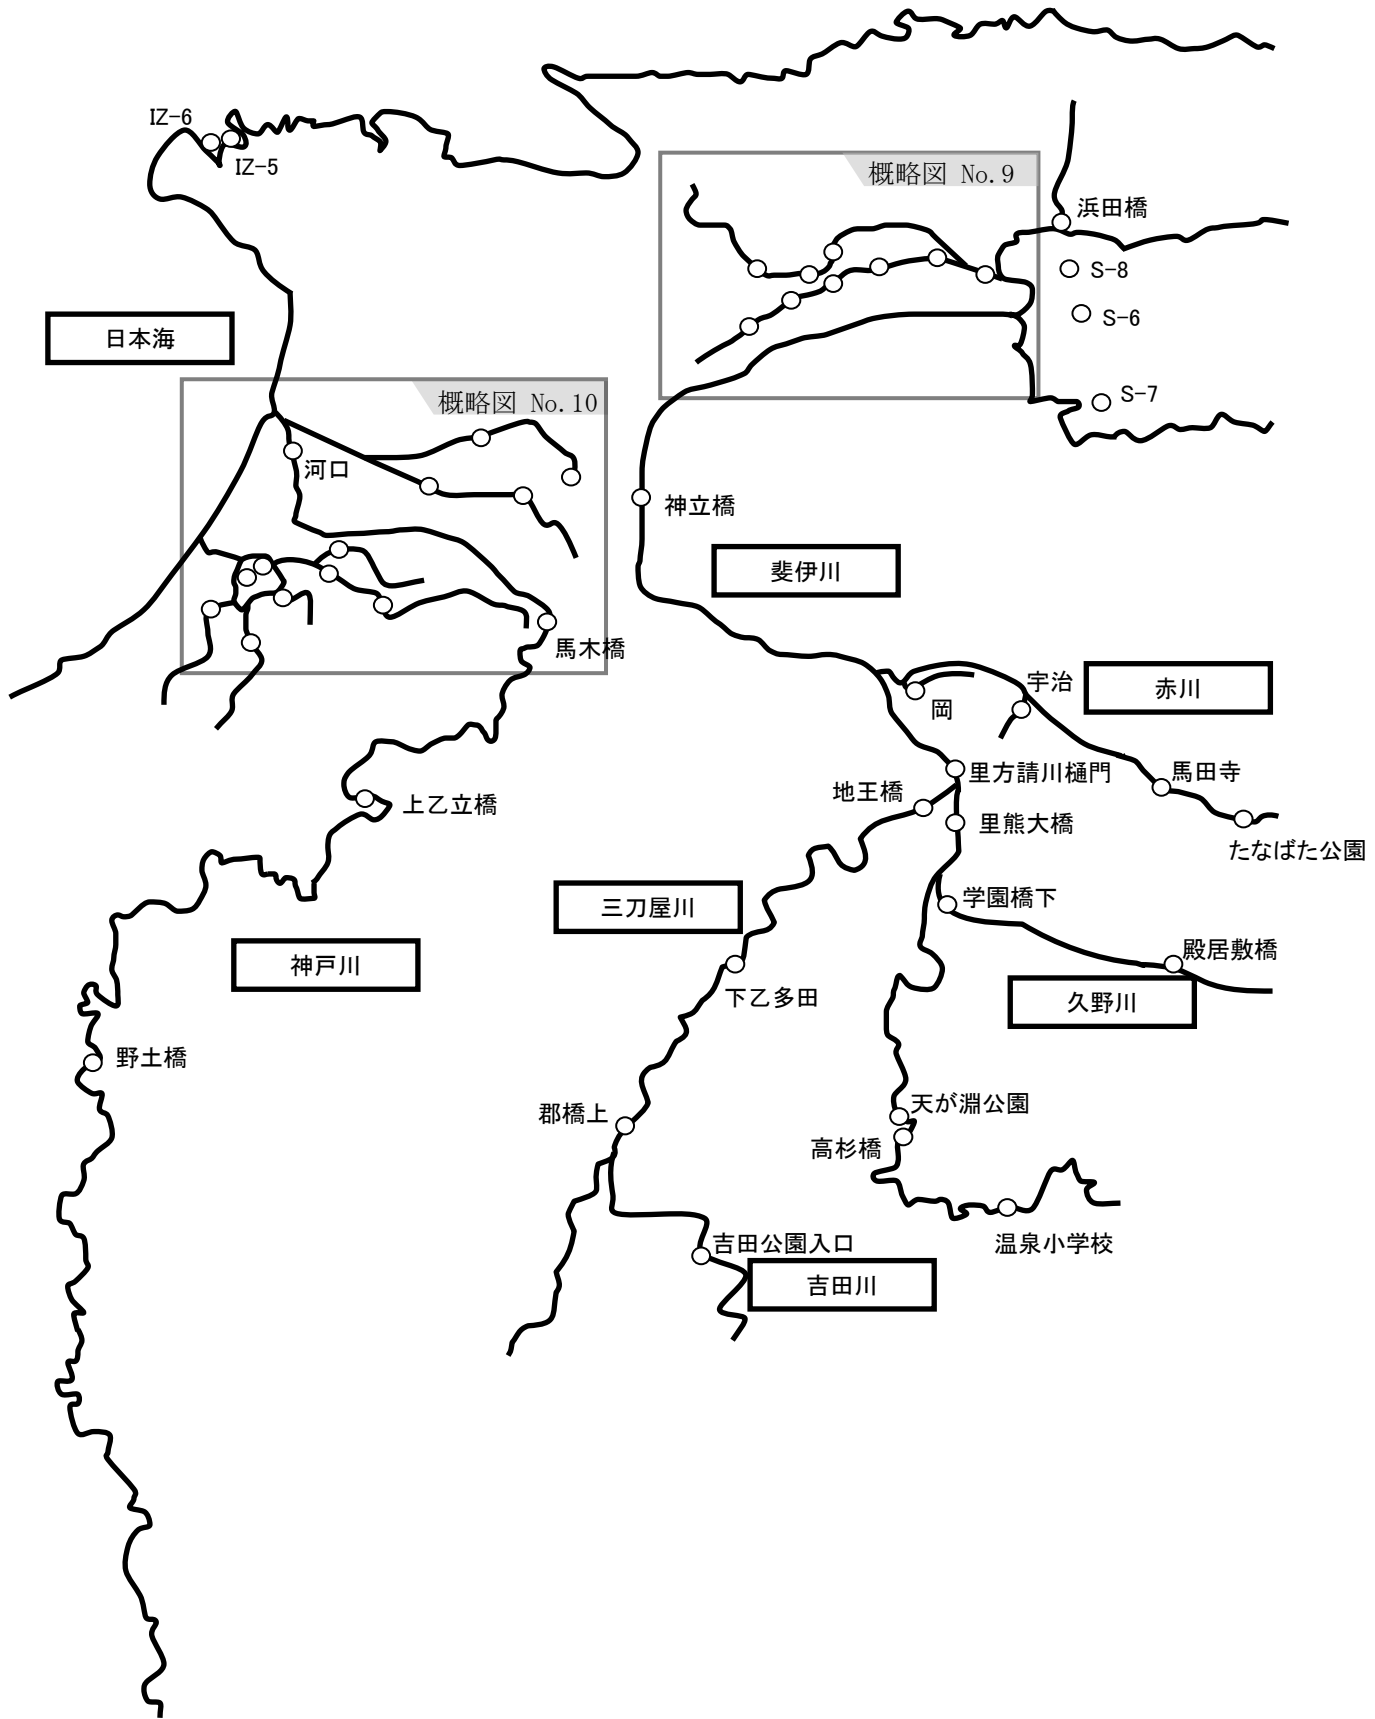 IZ-6
IZ-5
概略図 No.9
浜田橋
S-8
S-6
日本海
S-7
概略図 No.10
河口
神立橋
斐伊川
馬木橋
宇治
赤川
岡
里方請川樋門
馬田寺
地王橋
上乙立橋
里熊大橋
たなばた公園
学園橋下
三刀屋川
殿居敷橋
神戸川
下乙多田
久野川
野土橋
天が淵公園
郡橋上
高杉橋
吉田公園入口
温泉小学校
吉田川